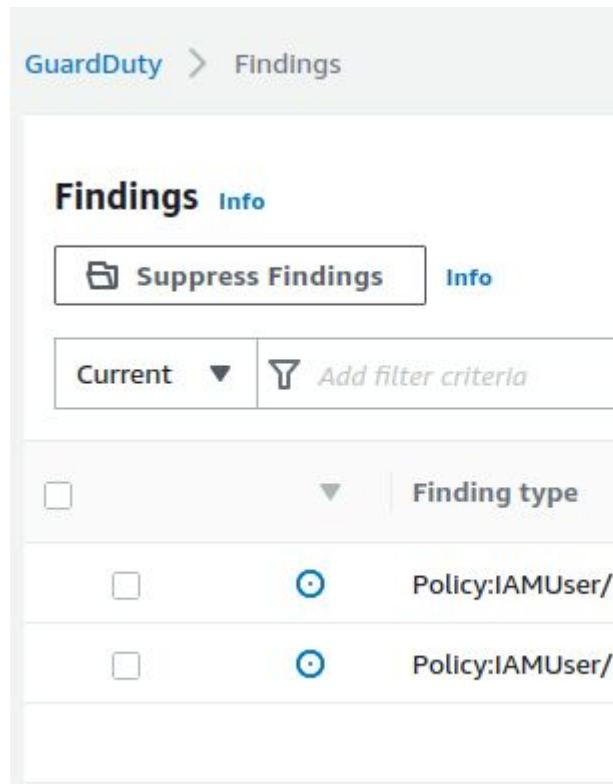 GuardDuty > Findings
Findings Info
Suppress Findings Info
Current Add filter criteria
Finding type
Policy:IAMUser/
Policy:IAMUser/